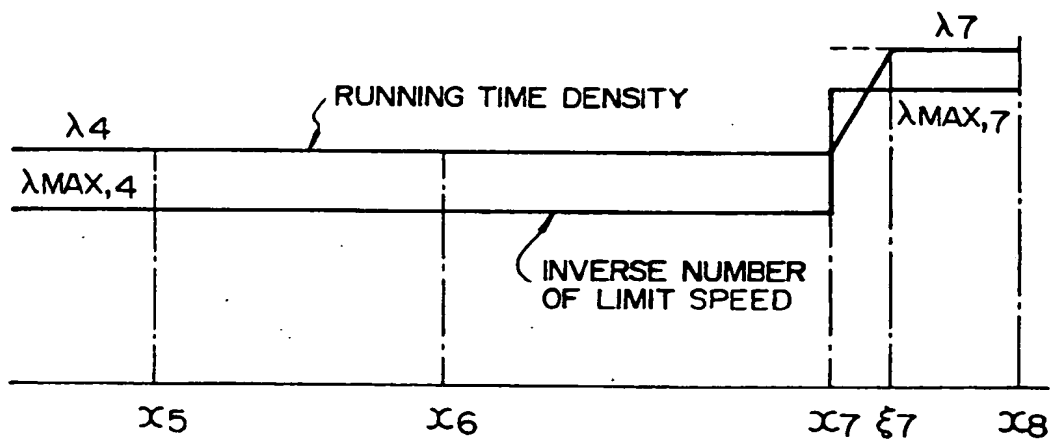 λ7
RUNNING TIME DENSITY
λ4
λMAX,7
λMAX,4
INVERSE NUMBER
OF LIMIT SPEED
x5 x6 x7 ξ7 x8